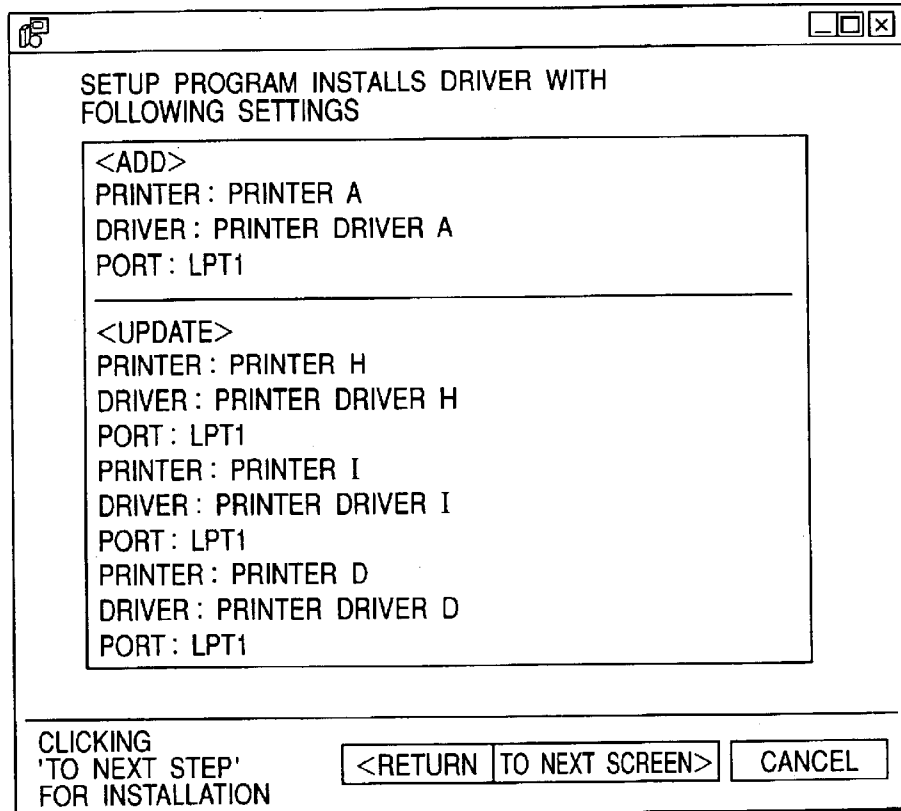 SETUP PROGRAM INSTALLS DRIVER WITH
FOLLOWING SETTINGS
<ADD>
PRINTER : PRINTER A
DRIVER : PRINTER DRIVER A
PORT : LPT1
<UPDATE>
PRINTER : PRINTER H
DRIVER : PRINTER DRIVER H
PORT : LPT1
PRINTER : PRINTER I
DRIVER : PRINTER DRIVER I
PORT : LPT1
PRINTER : PRINTER D
DRIVER : PRINTER DRIVER D
PORT : LPT1
CLICKING
'TO NEXT STEP'
FOR INSTALLATION
<RETURN TO NEXT SCREEN> CANCEL